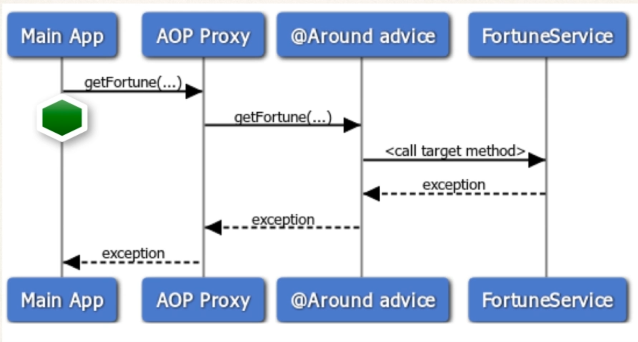 Main App
AOP Proxy
@Around advice
FortuneService
getFortune(...)
getFortune(...)
<call target method>
exception
exception
exception
Main App
AOP Proxy
@Around advice
FortuneService